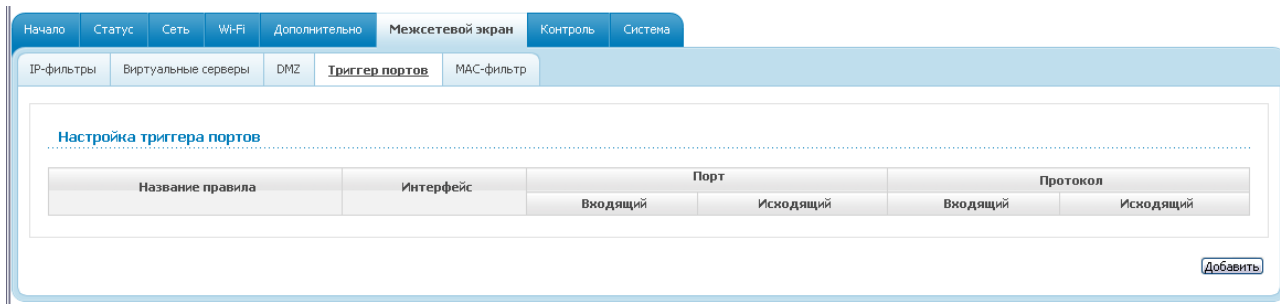 Начало Статус Сеть Wi-Fi Дополнительно Межсетевой экран Контроль Система
IP-фильтры Виртуальные серверы DMZ Триггер портов MAC-фильтр
Настройка триггера портов
Название правила Интерфейс Порт Протокол
Входящий Исходящий Входящий Исходящий
Добавить